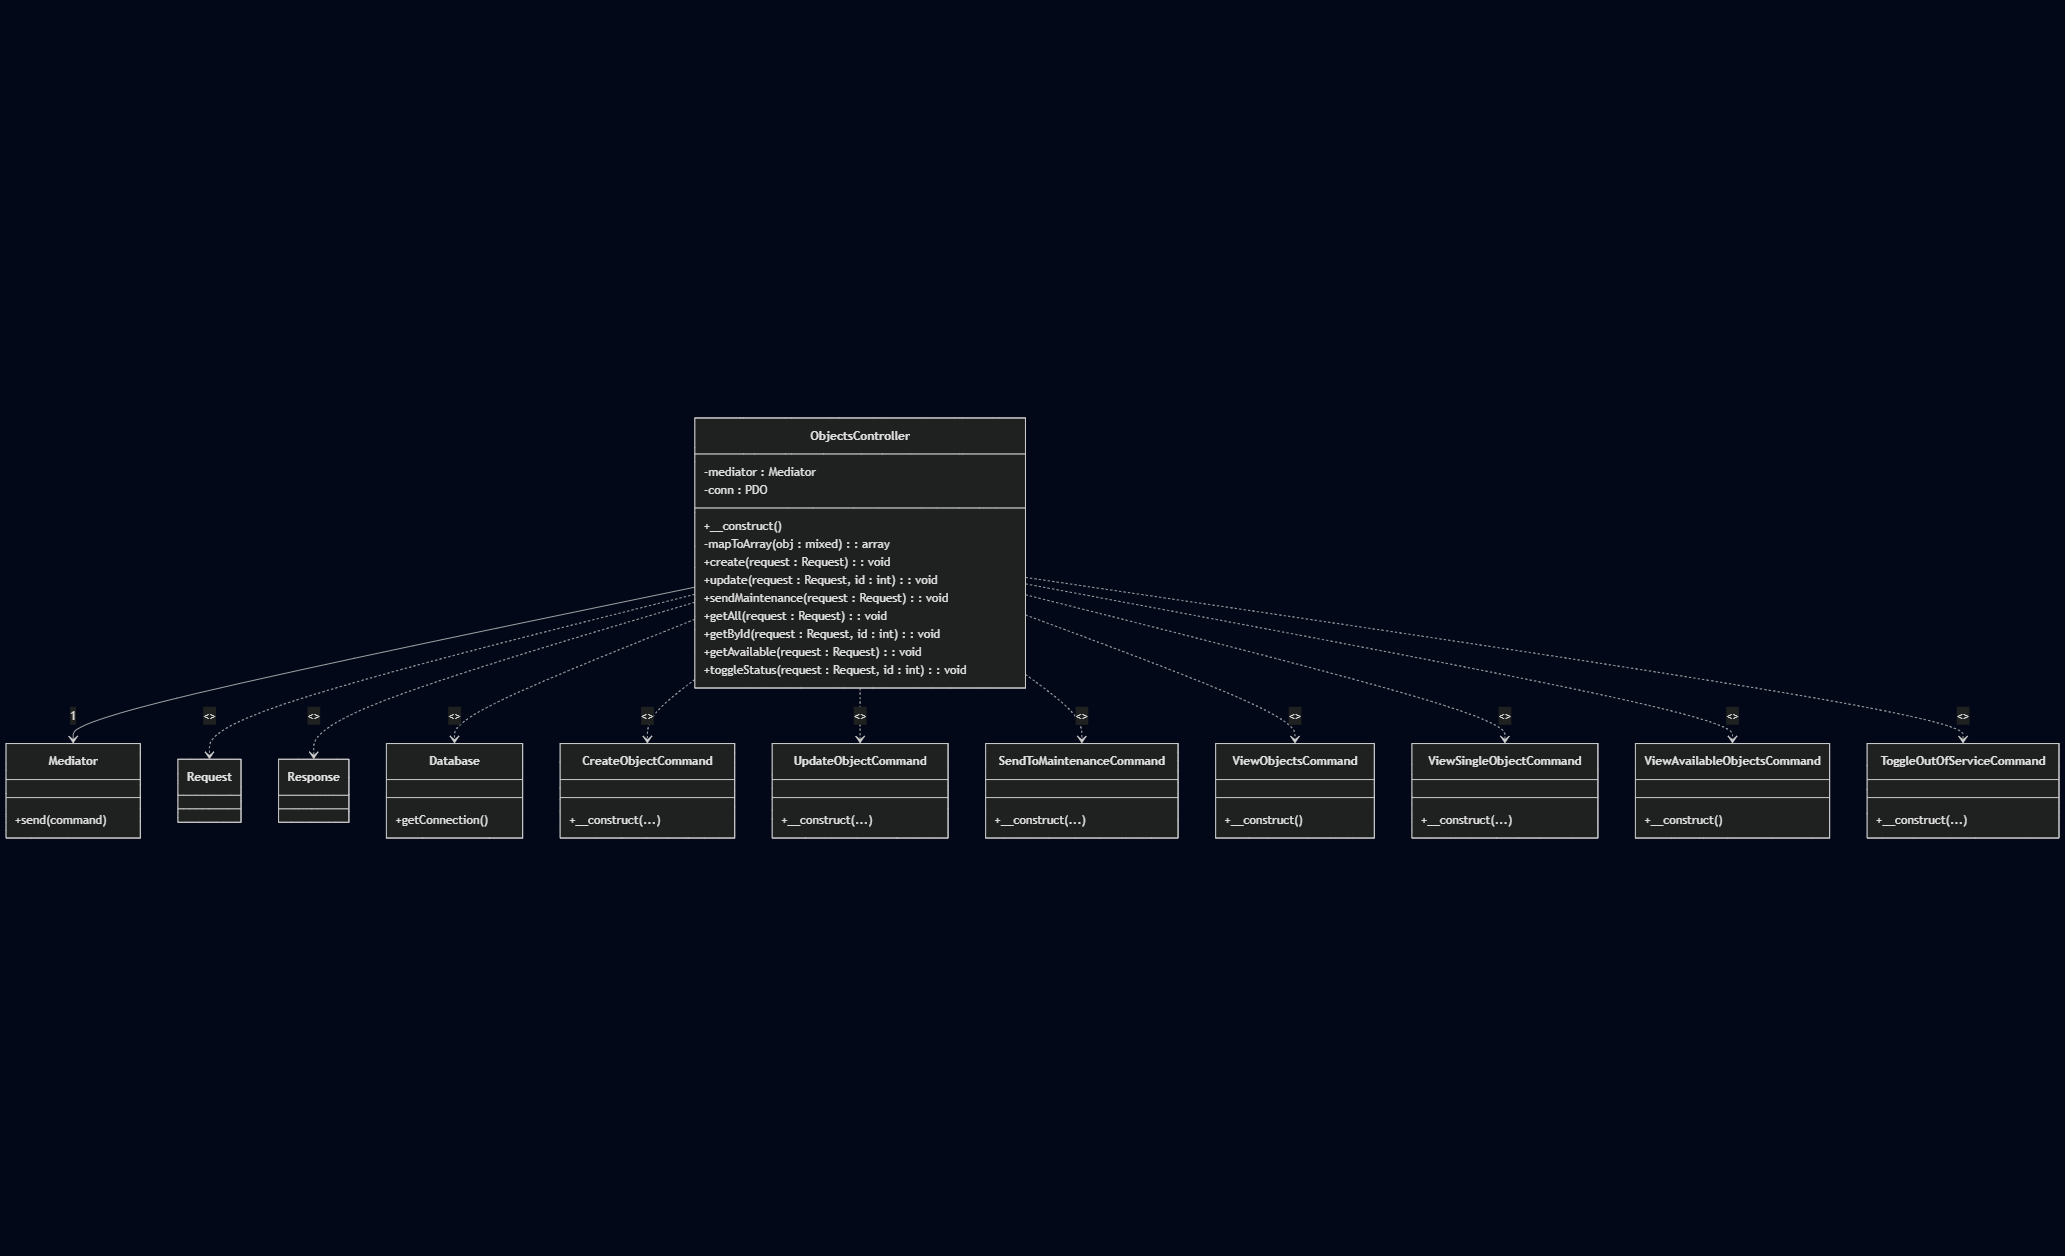 ObjectsController
-mediator : Mediator
-conn : PDO
+__construct()
-mapToArray(obj : mixed) : : array
+create(request : Request) : : void
+update(request : Request, id : int) : : void
+sendMaintenance(request : Request) : : void
+getAll(request : Request) : : void
+getById(request : Request, id : int) : : void
+getAvailable(request : Request) : : void
+toggleStatus(request : Request, id : int) : : void
1
<>
<>
<>
<>
<>
<>
<>
<>
<>
<>
Mediator
+send(command)
Request
Response
Database
+getConnection()
CreateObjectCommand
+__construct(...)
UpdateObjectCommand
+__construct(...)
SendToMaintenanceCommand
+__construct(...)
ViewObjectsCommand
+__construct()
ViewSingleObjectCommand
+__construct(...)
ViewAvailableObjectsCommand
+__construct()
ToggleOutOfServiceCommand
+__construct(...)